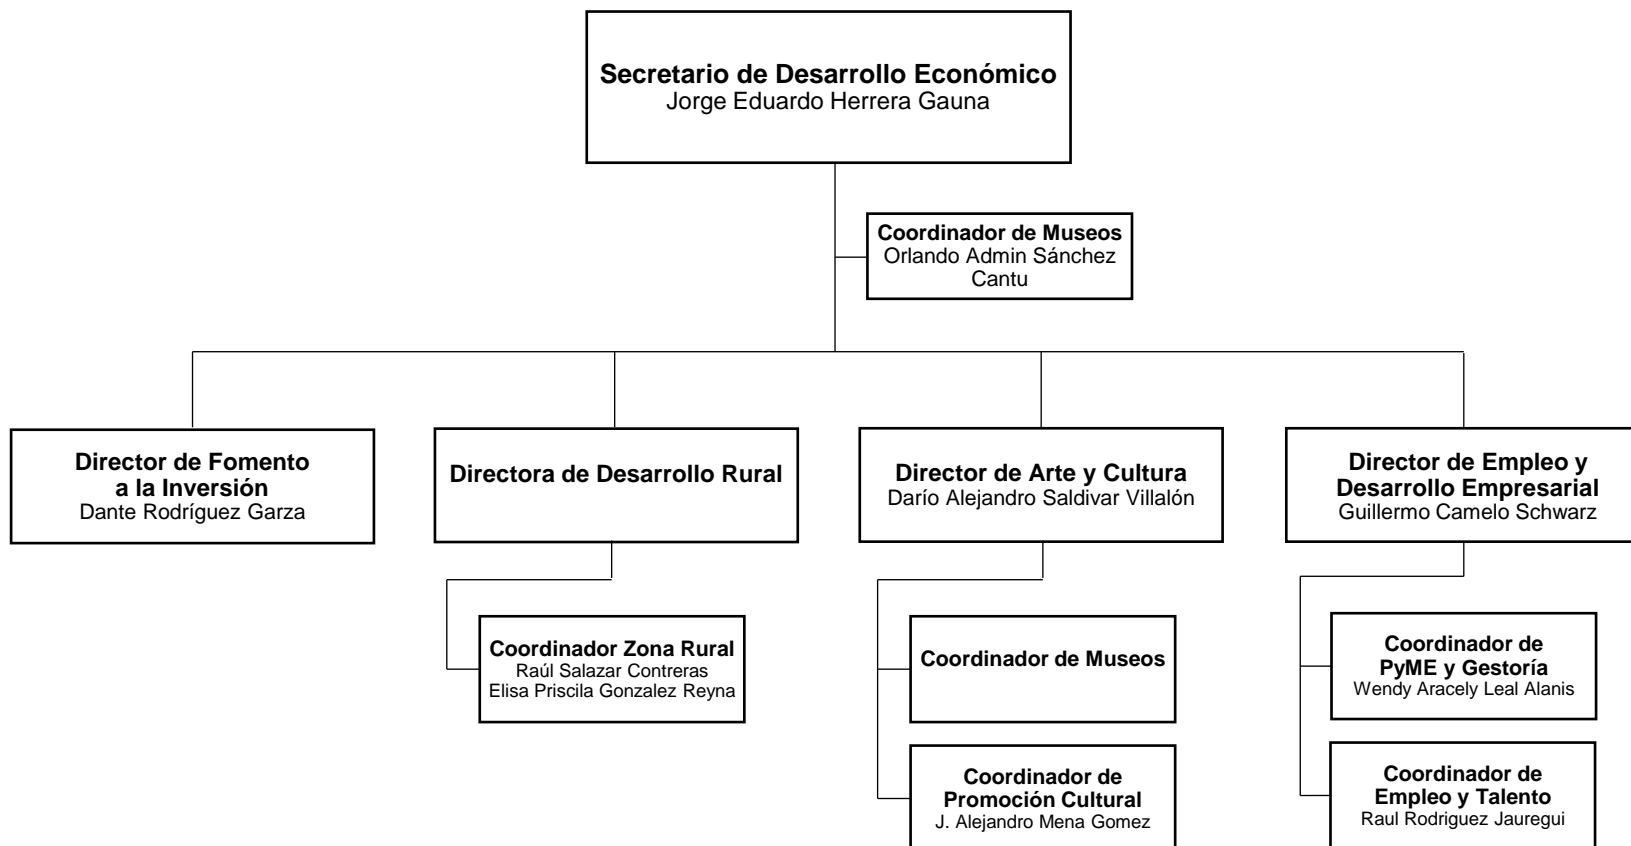 Secretario de Desarrollo Económico
Jorge Eduardo Herrera Gauna
Coordinador de Museos
Orlando Admin Sánchez
Cantu
Director de Fomento
a la Inversión
Dante Rodríguez Garza
Directora de Desarrollo Rural
Director de Arte y Cultura
Darío Alejandro Saldivar Villalón
Director de Empleo y
Desarrollo Empresarial
Guillermo Camelo Schwarz
Coordinador Zona Rural
Raúl Salazar Contreras
Elisa Priscila Gonzalez Reyna
Coordinador de Museos
Coordinador de
Promoción Cultural
J. Alejandro Mena Gomez
Coordinador de
PyME y Gestoría
Wendy Aracely Leal Alanis
Coordinador de
Empleo y Talento
Raul Rodriguez Jauregui